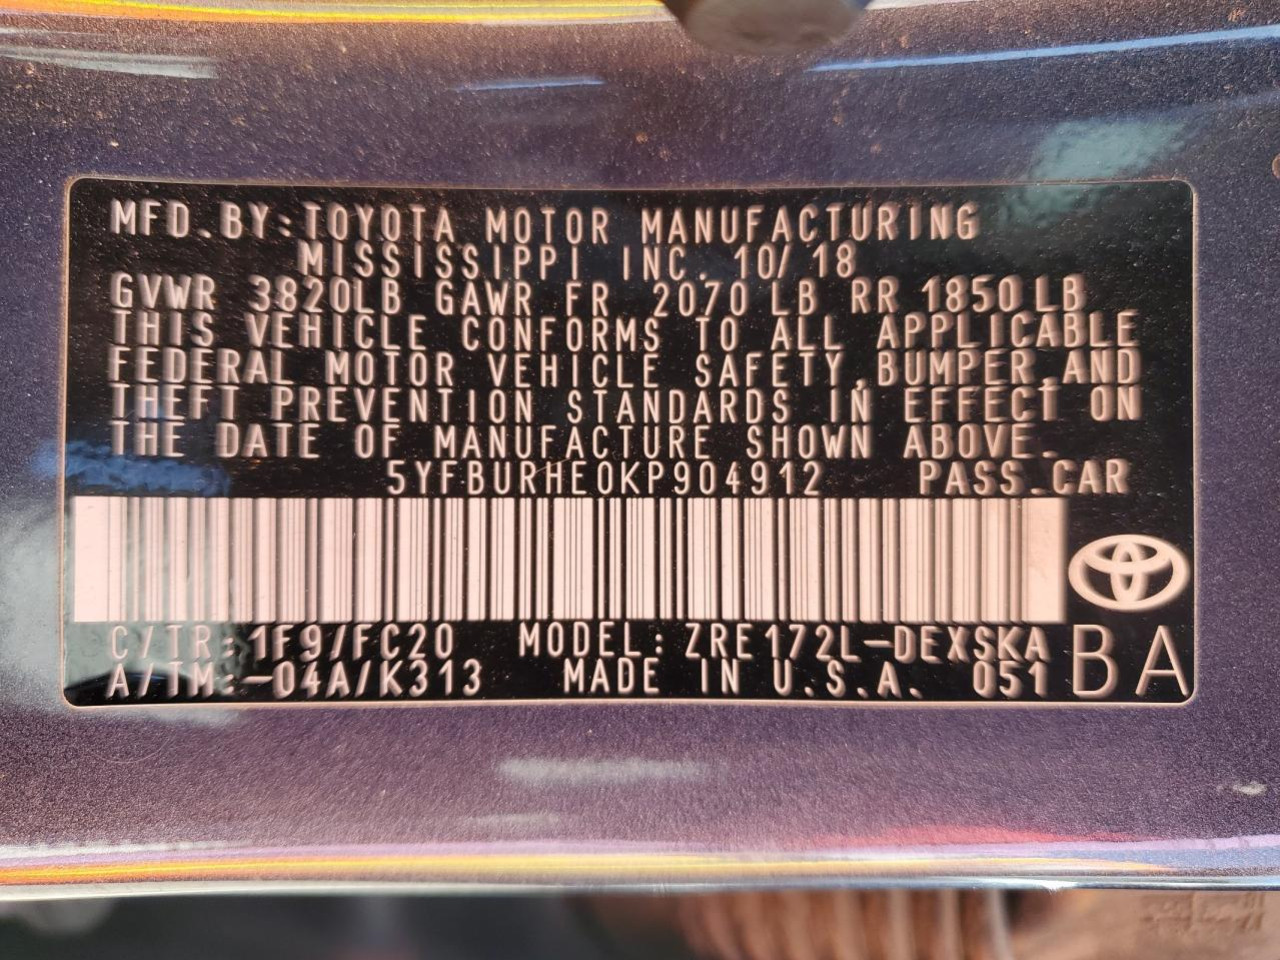 MFD.BY:TOYOTA MOTOR MANUFACTURING
MISSISSIPPI INC. 10/18
GVWR 3820LB GAWR FR 2070 LB RR 1850LB
THIS VEHICLE CONFORMS TO ALL APPLICABLE
FEDERAL MOTOR VEHICLE SAFETY,BUMPER,AND
THEFT PREVENTION STANDARDS IN EFFECT ON
THE DATE OF MANUFACTURE SHOWN ABOVE.
5YFBURHE0KP904912 PASS.CAR
C/TR:1F9/FC20 MODEL:ZRE172L-DEXSKA
A/TM:-04A/K313 MADE IN U.S.A. 051
BA